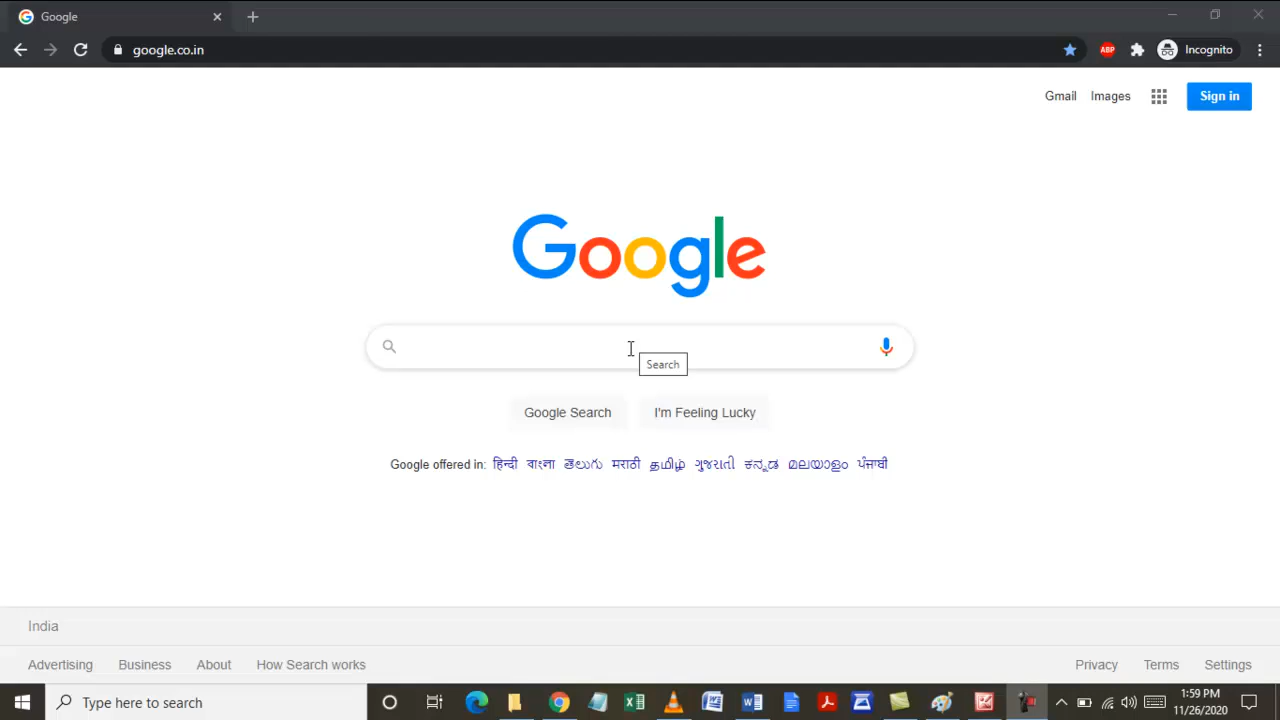 Google
google.co.in
ABP
Incognito
Gmail Images
Sign in
Google
Search
Google Search
I'm Feeling Lucky
Google offered in: हिन्दी বাংলা తెలుగు मराठी தமிழ் ગુજરાતી ಕನ್ನಡ മലയാളം ਪੰਜਾਬੀ
India
Advertising Business About How Search works
Privacy Terms Settings
Type here to search
1:59 PM
11/26/2020